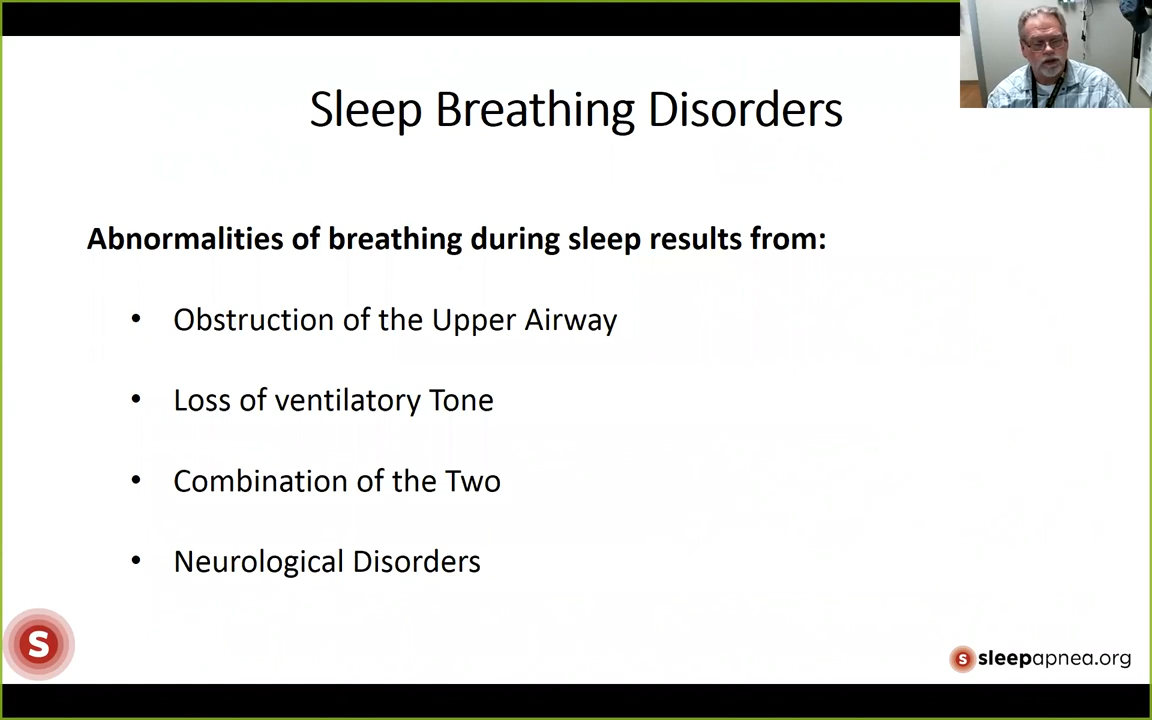 Sleep Breathing Disorders
Abnormalities of breathing during sleep results from:
• Obstruction of the Upper Airway
• Loss of ventilatory Tone
• Combination of the Two
• Neurological Disorders
S
S sleepapnea.org